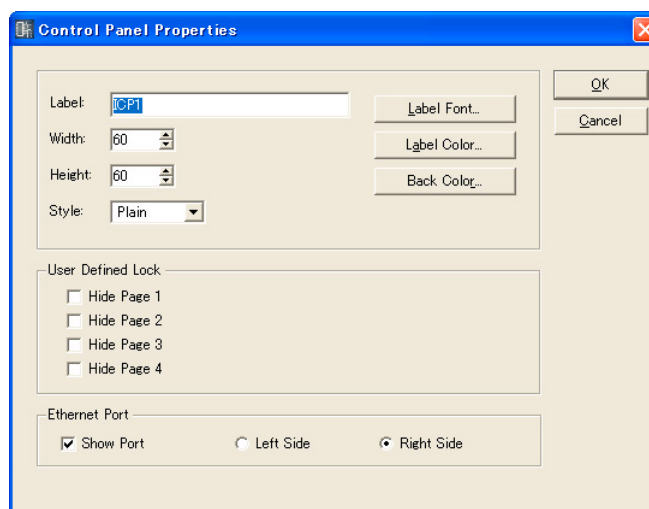 Control Panel Properties
Label: ICP1
Label Font...
OK
Width: 60
Label Color...
Cancel
Height: 60
Back Color...
Style: Plain
User Defined Lock
Hide Page 1
Hide Page 2
Hide Page 3
Hide Page 4
Ethernet Port
Show Port Left Side Right Side